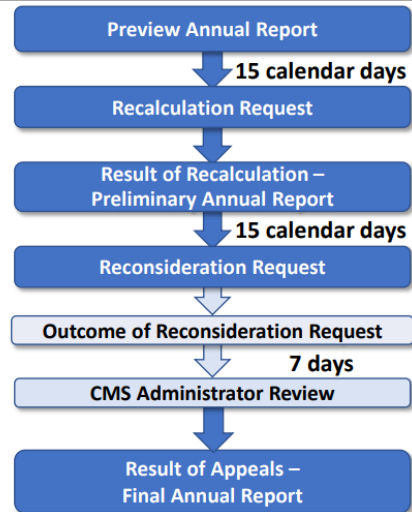 Preview Annual Report
15 calendar days
Recalculation Request
Result of Recalculation –
Preliminary Annual Report
15 calendar days
Reconsideration Request
Outcome of Reconsideration Request
7 days
CMS Administrator Review
Result of Appeals –
Final Annual Report